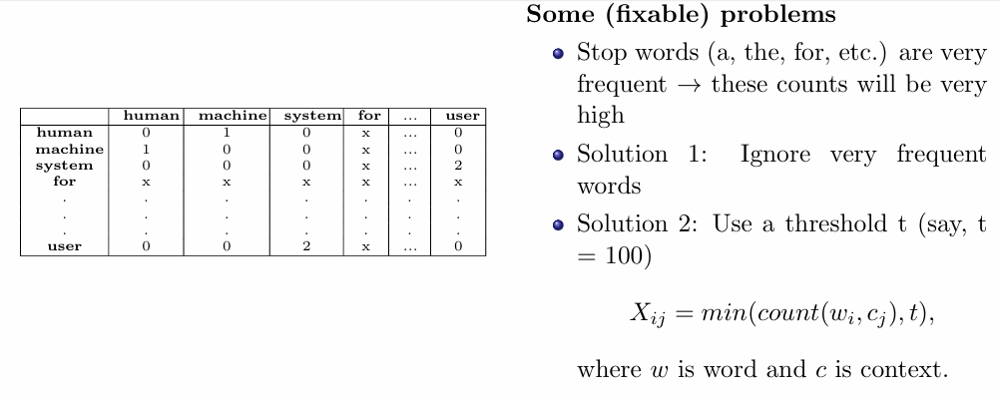 human machine system for ... user
human 0 1 0 x ... 0
machine 1 0 0 x ... 0
system 0 0 0 x ... 2
for x x x x ... x
. . . . . . .
. . . . . . .
. . . . . . .
user 0 0 2 x ... 0
Some (fixable) problems
Stop words (a, the, for, etc.) are very
frequent → these counts will be very
high
Solution 1: Ignore very frequent
words
Solution 2: Use a threshold t (say, t
= 100)
X_{ij} = min(count(w_i, c_j), t),
where w is word and c is context.